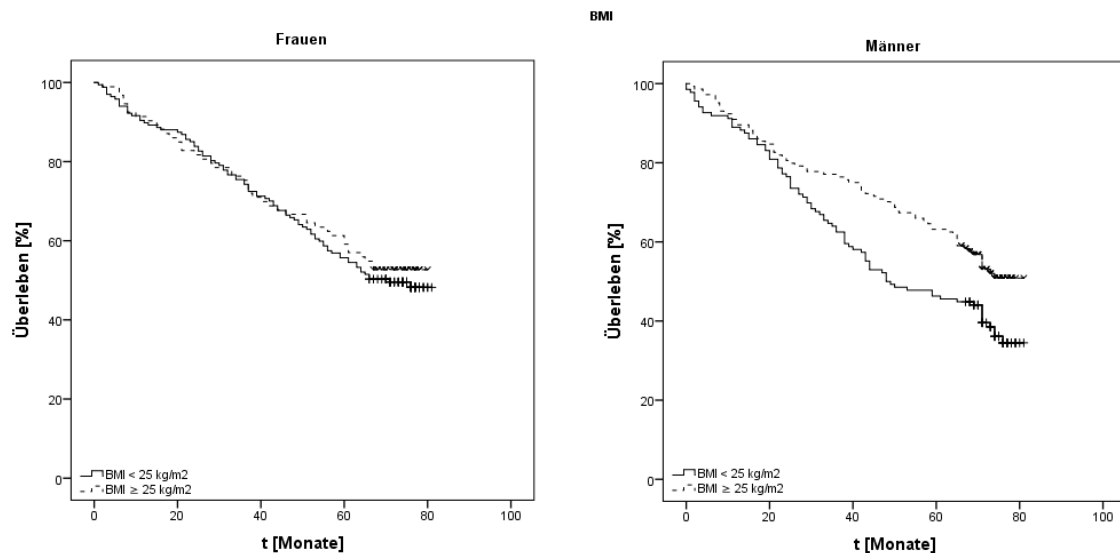 BMI
Frauen
Überleben [%]
100
80
60
40
20
0
BMI < 25 kg/m2
BMI ≥ 25 kg/m2
0 20 40 60 80 100
t [Monate]
Männer
Überleben [%]
100
80
60
40
20
0
BMI < 25 kg/m2
BMI ≥ 25 kg/m2
0 20 40 60 80 100
t [Monate]